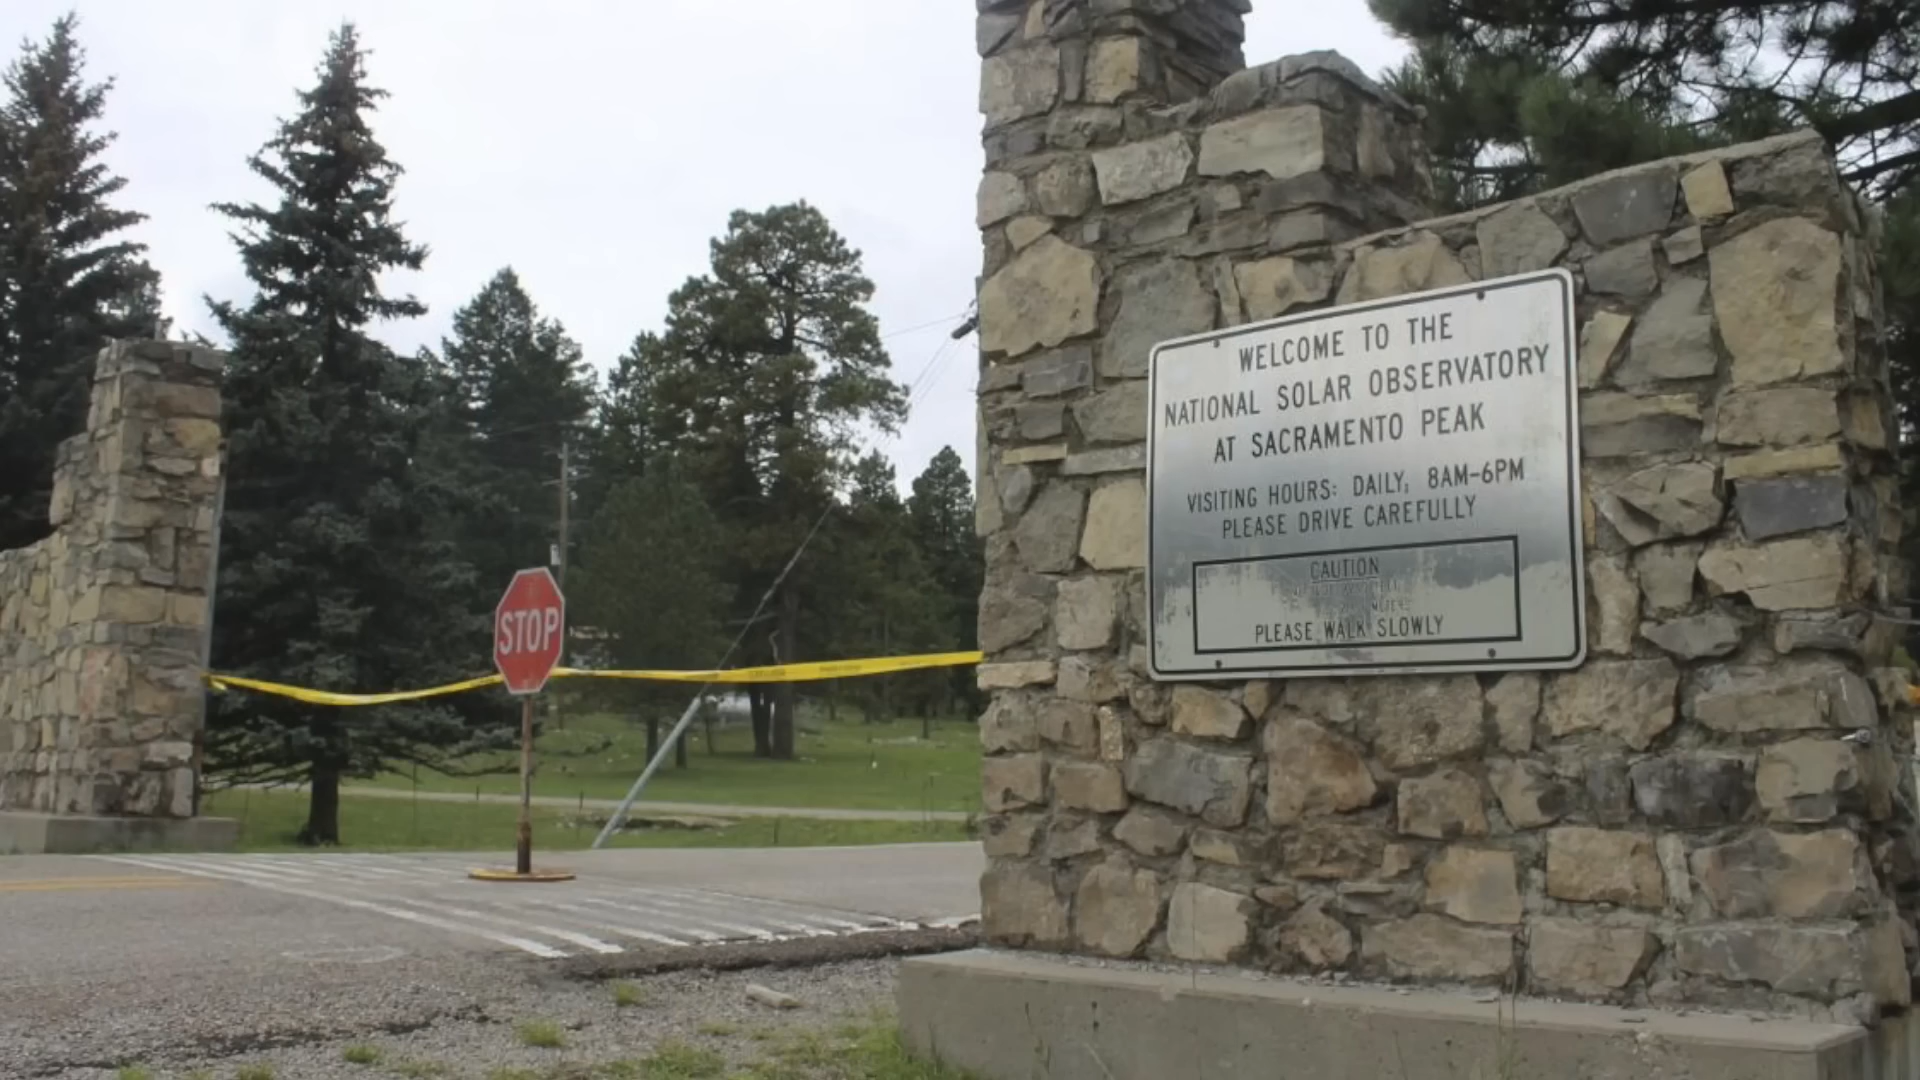 WELCOME TO THE
NATIONAL SOLAR OBSERVATORY
AT SACRAMENTO PEAK
VISITING HOURS: DAILY, 8AM-6PM
PLEASE DRIVE CAREFULLY
CAUTION
PLEASE WALK SLOWLY
STOP